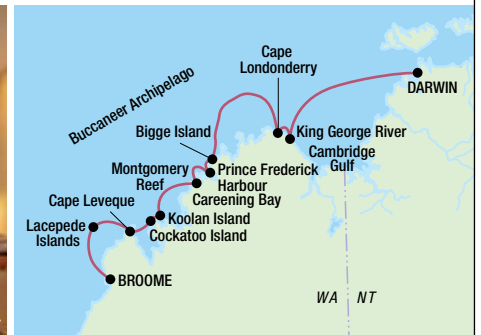 Cape
Londonderry
DARWIN
Buccaneer Archipelago
Bigge Island
King George River
Cambridge
Gulf
Montgomery
Reef
Prince Frederick
Harbour
Careening Bay
Cape Leveque
Lacepede
Islands
Koolan Island
Cockatoo Island
BROOME
WA NT